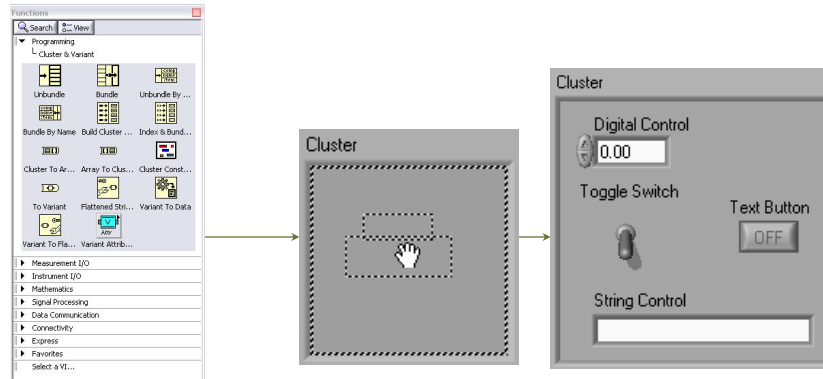 Functions
Search View
Programming
Cluster & Variant
Unbundle Bundle Unbundle By ...
Bundle By Name Build Cluster ... Index & Bund...
Cluster To Ar... Array To Clus... Cluster Const...
To Variant Flattened Stri... Variant To Data
Variant To Fla... Variant Attrib...
Measurement I/O
Instrument I/O
Mathematics
Signal Processing
Data Communication
Connectivity
Express
Favorites
Select a VI...
Cluster
Cluster
Digital Control
0.00
Toggle Switch
Text Button
OFF
String Control